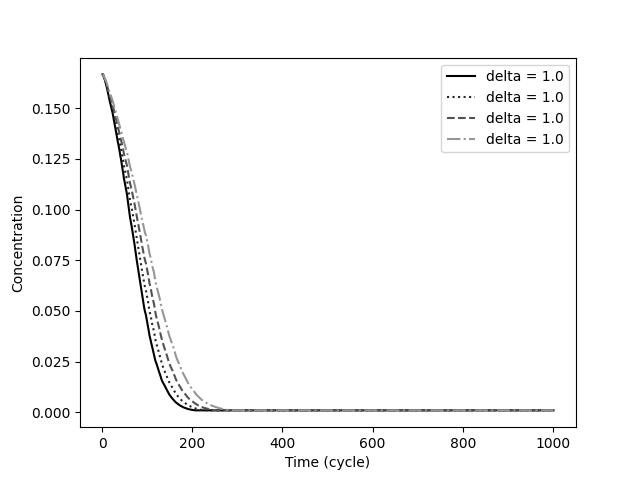 delta = 1.0
delta = 1.0
delta = 1.0
delta = 1.0
Concentration
0.150
0.125
0.100
0.075
0.050
0.025
0.000
0 200 400 600 800 1000
Time (cycle)